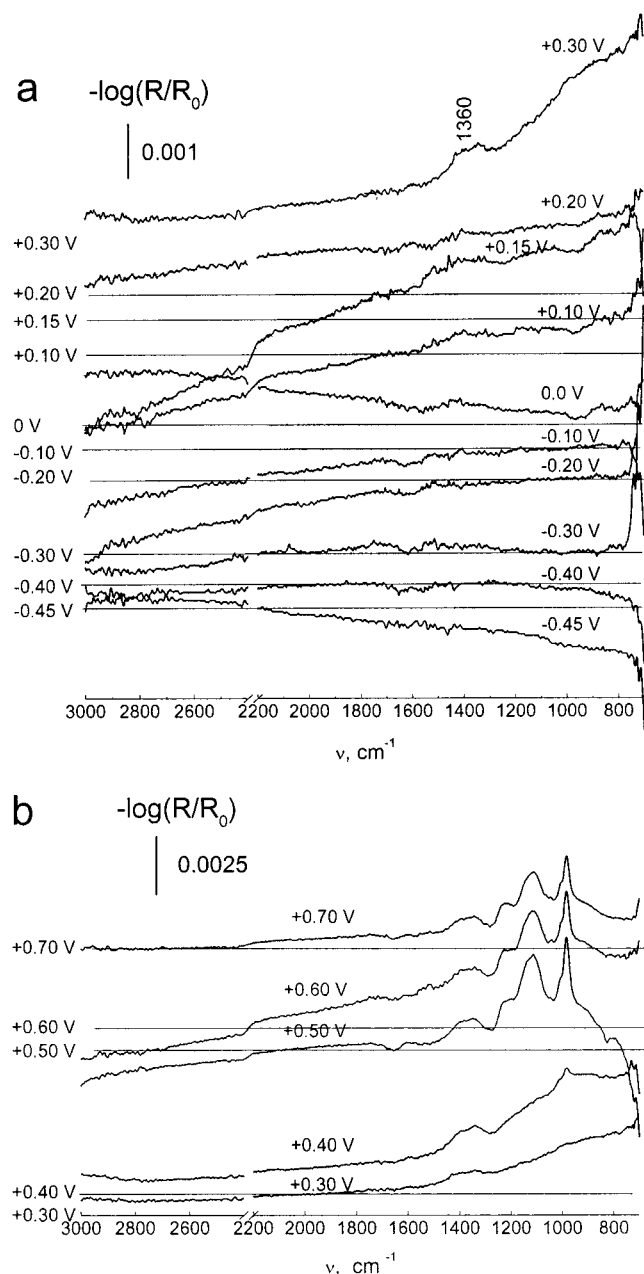 a
-log(R/R0)
0.001
+0.30 V
1360
+0.20 V
+0.30 V
+0.15 V
+0.20 V
+0.15 V
+0.10 V
+0.10 V
0.0 V
0 V
-0.10 V
-0.10 V
-0.20 V
-0.20 V
-0.30 V
-0.30 V
-0.40 V
-0.40 V
-0.45 V
-0.45 V
3000 2800 2600 2200 2000 1800 1600 1400 1200 1000 800
ν, cm-1
b
-log(R/R0)
0.0025
+0.70 V
+0.70 V
+0.60 V
+0.60 V
+0.50 V
+0.50 V
+0.40 V
+0.30 V
+0.40 V
+0.30 V
3000 2800 2600 2200 2000 1800 1600 1400 1200 1000 800
ν, cm-1